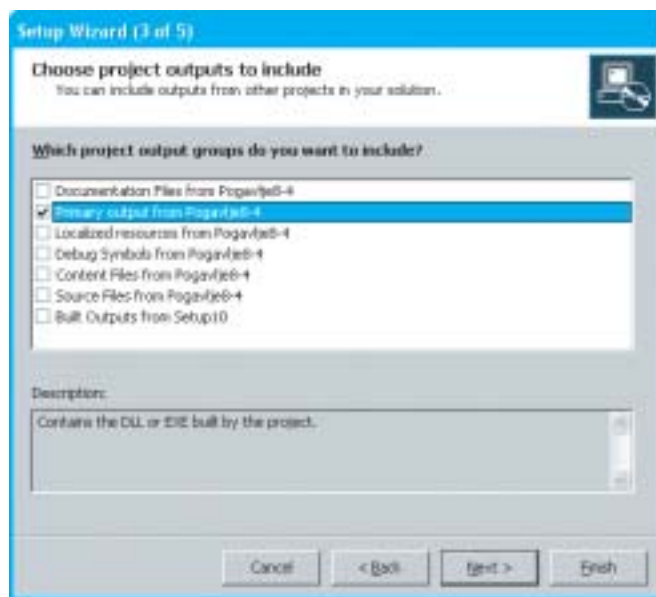 Setup Wizard (3 of 5)
Choose project outputs to include
You can include outputs from other projects in your solution.
Which project output groups do you want to include?
Documentation Files from Pogavlje8-4
Primary output from Pogavlje8-4
Localized resources from Pogavlje8-4
Debug Symbols from Pogavlje8-4
Content Files from Pogavlje8-4
Source Files from Pogavlje8-4
Built Outputs from Setup10
Description:
Contains the DLL or EXE built by the project.
Cancel
< Back
Next >
Finish